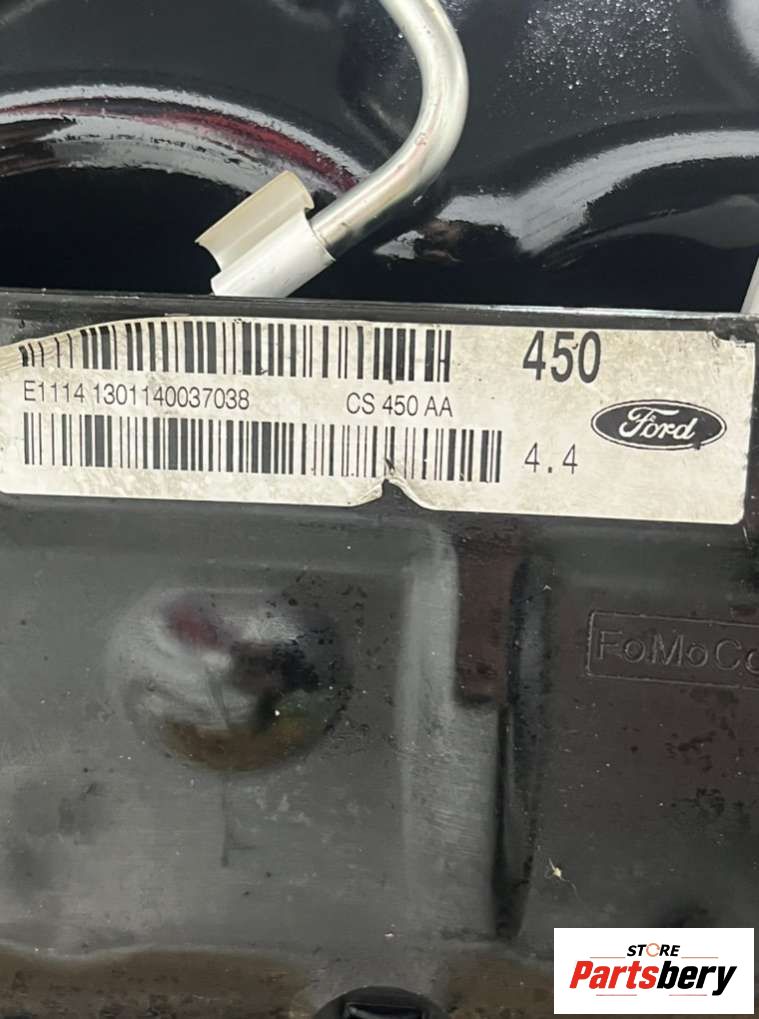 450
E1114 1301140037038 CS 450 AA
Ford
4.4
FoMoCo
STORE
Partsbery